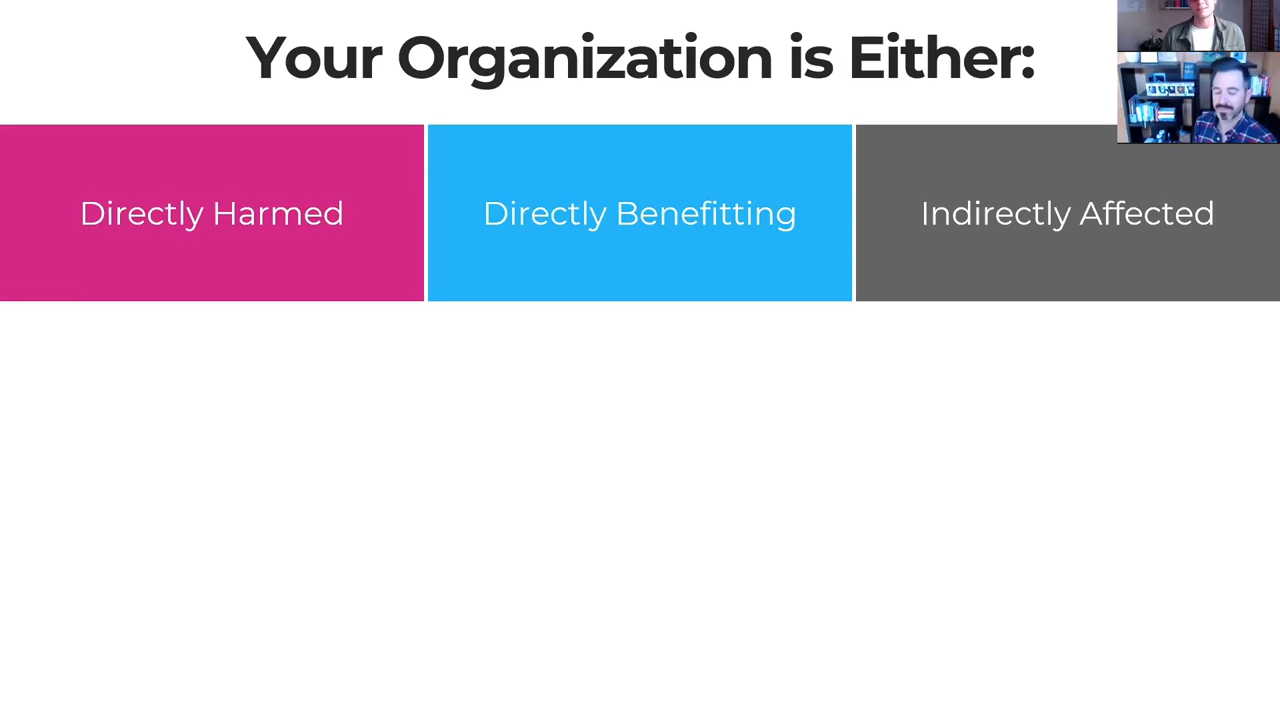 Your Organization is Either:
Directly Harmed
Directly Benefitting
Indirectly Affected